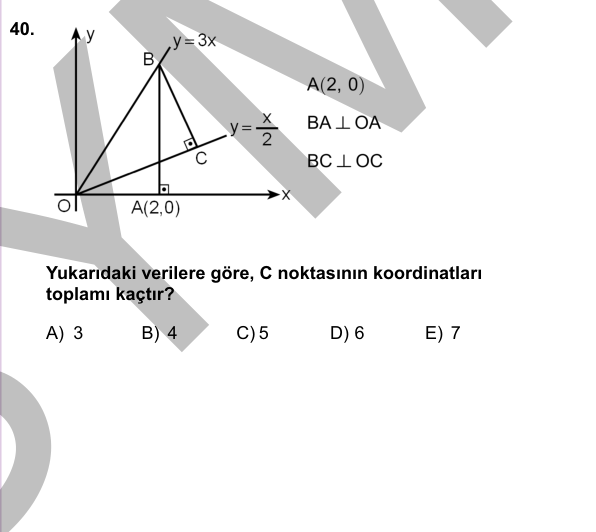 40.
y
y=3x
B
A(2, 0)
y= x/2
BA ⊥ OA
C
BC ⊥ OC
x
O
A(2,0)
Yukarıdaki verilere göre, C noktasının koordinatları
toplamı kaçtır?
A) 3 B) 4 C) 5 D) 6 E) 7